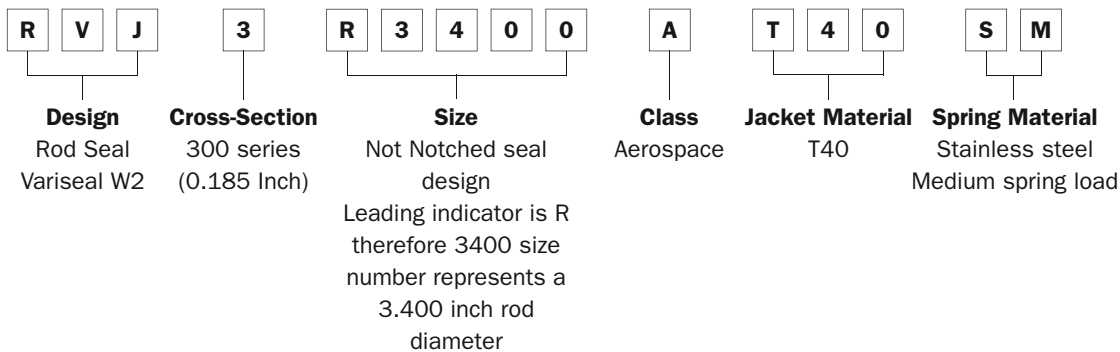 R V J 3 R 3 4 0 0 A T 4 0 S M
Design Cross-Section Size Class Jacket Material Spring Material
Rod Seal 300 series Not Notched seal Aerospace T40 Stainless steel
Variseal W2 (0.185 Inch) design Medium spring load
Leading indicator is R
therefore 3400 size
number represents a
3.400 inch rod
diameter